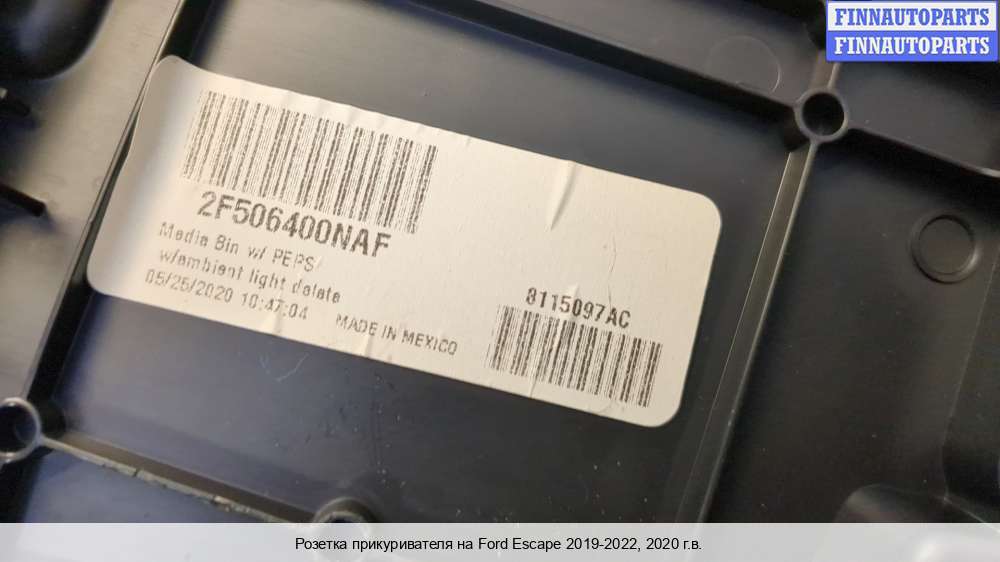 FINNAUTOPARTS
FINNAUTOPARTS
2F506400NAF
Media Bin w/ PEPS
w/ambient light delete
05/25/2020 10:47:04
MADE IN MEXICO
8115097AC
Розетка прикуривателя на Ford Escape 2019-2022, 2020 г.в.